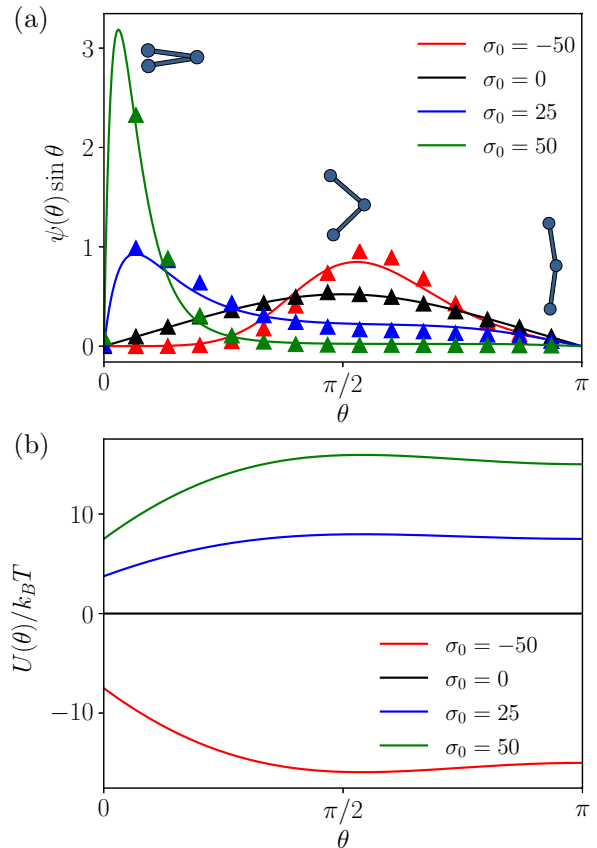 (a)
3
2
1
0
ψ(θ) sin θ
σ₀ = −50
σ₀ = 0
σ₀ = 25
σ₀ = 50
0
π/2
π
θ
(b)
10
0
−10
U(θ)/k_BT
σ₀ = −50
σ₀ = 0
σ₀ = 25
σ₀ = 50
0
π/2
π
θ